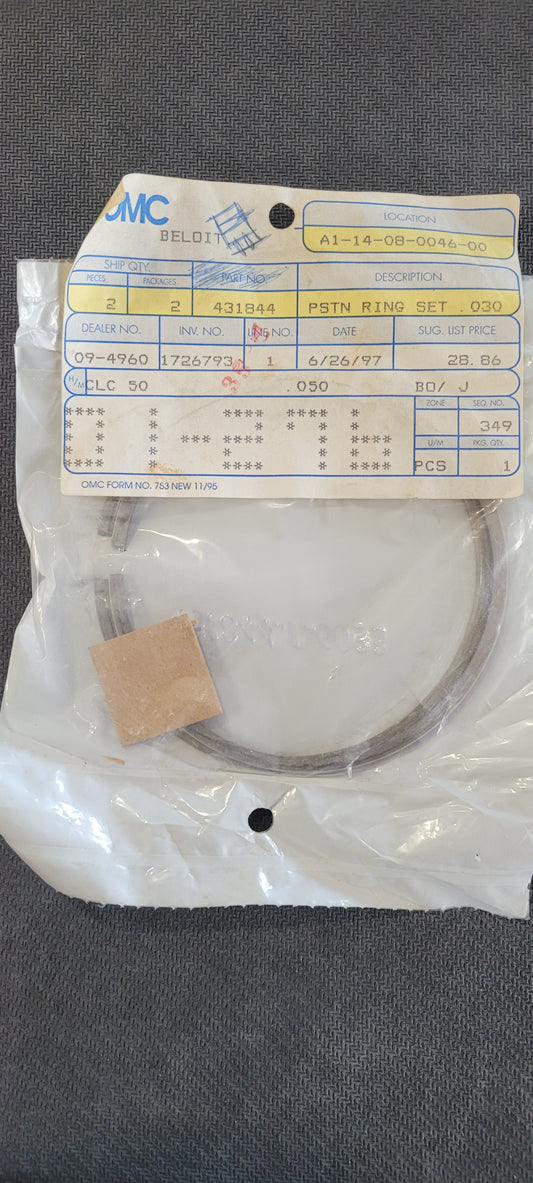 OMC
BELOIT
LOCATION
A1-14-08-0046-00
SHIP QTY.
PIECES PACKAGES PART NO. DESCRIPTION
2 2 431844 PSTN RING SET .030
DEALER NO. INV. NO. LINE NO. DATE SUG. LIST PRICE
09-4960 1726793 1 6/26/97 28.86
H/M CLC 50 .050 BO/ J
ZONE SEQ. NO.
349
U/M PKG. QTY.
PCS 1
OMC FORM NO. 753 NEW 11/95